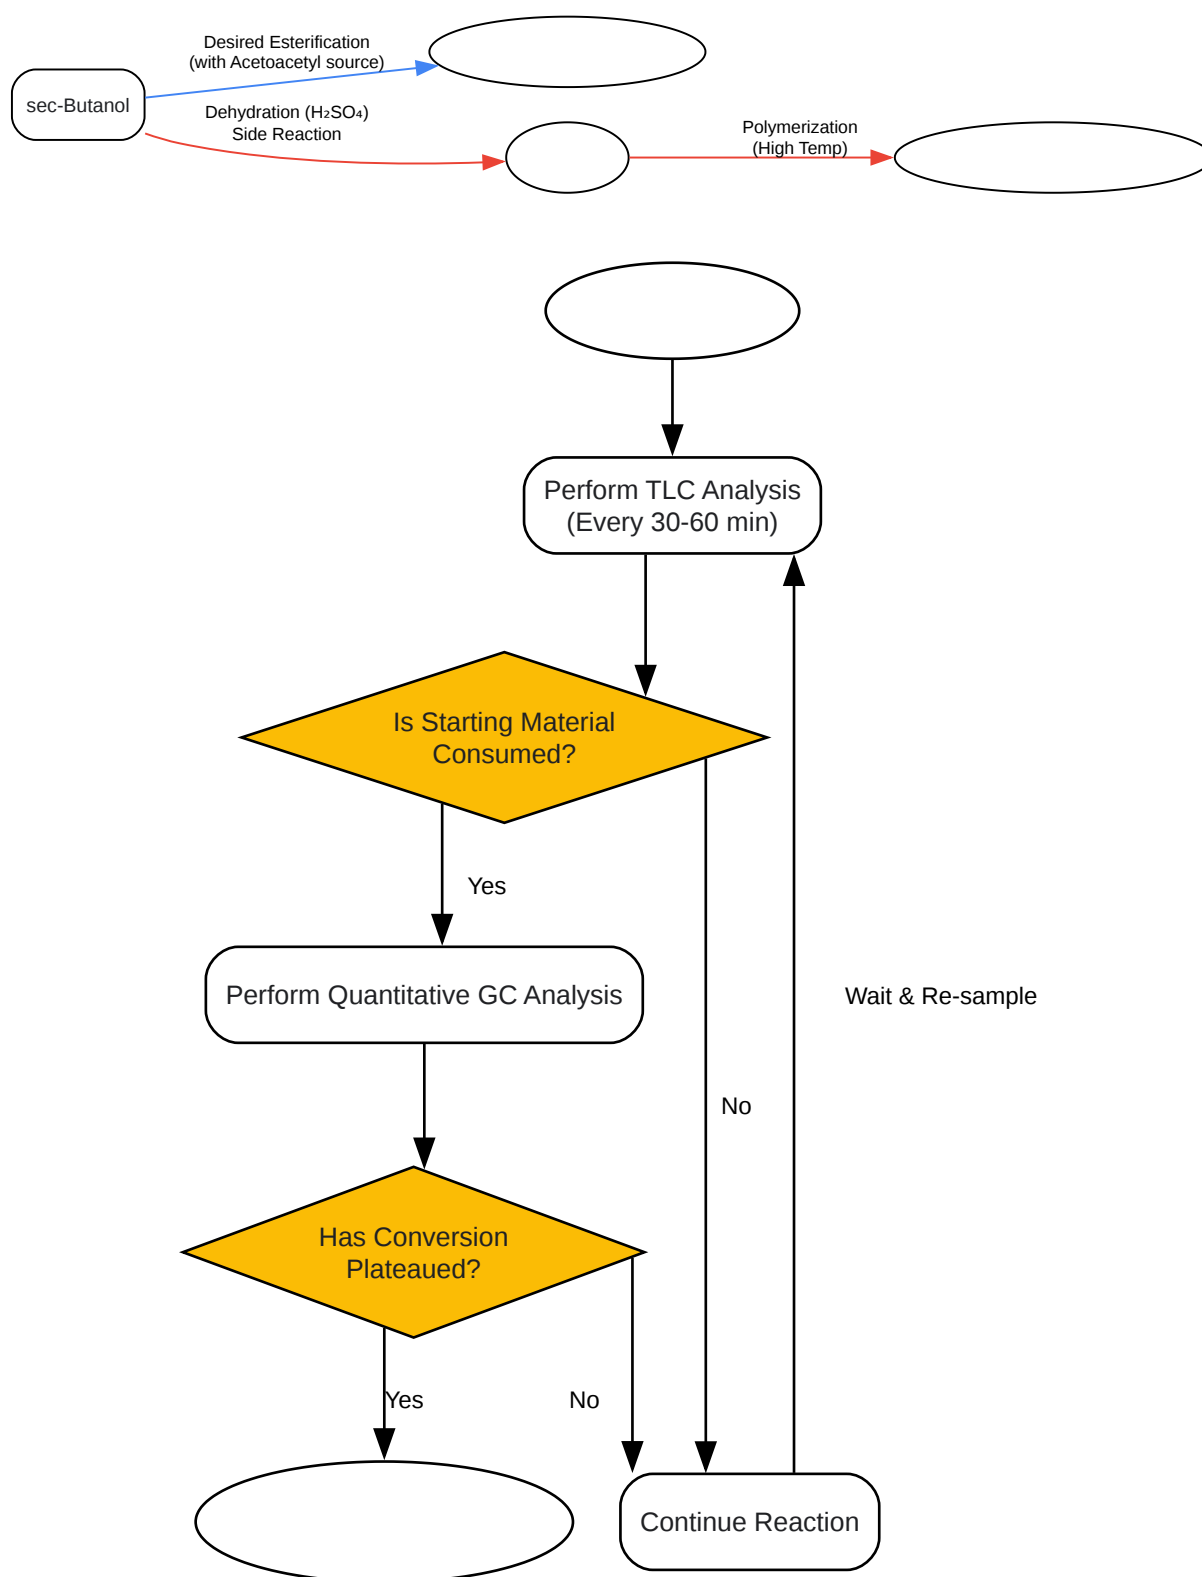 Desired Esterification
(with Acetoacetyl source)
sec-Butanol
Dehydration (H₂SO₄)
Side Reaction
Polymerization
(High Temp)
Perform TLC Analysis
(Every 30-60 min)
Is Starting Material
Consumed?
Yes
Perform Quantitative GC Analysis
Wait & Re-sample
No
Has Conversion
Plateaued?
Yes
No
Continue Reaction